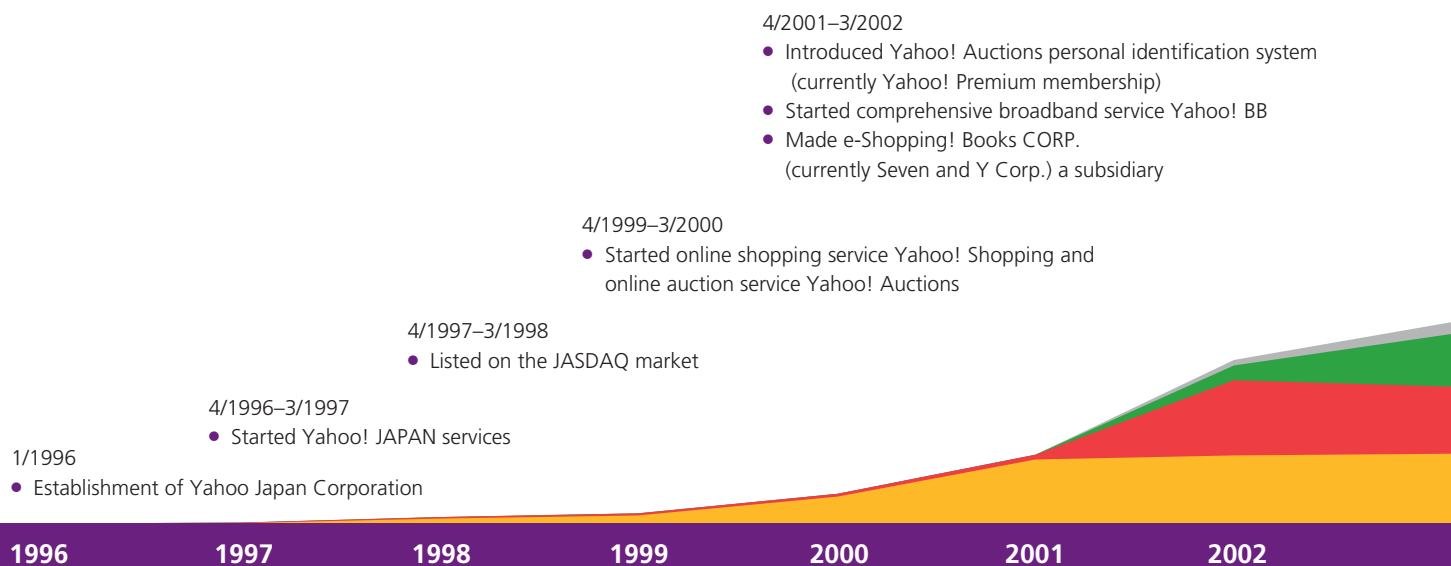 4/2001–3/2002
● Introduced Yahoo! Auctions personal identification system
(currently Yahoo! Premium membership)
● Started comprehensive broadband service Yahoo! BB
● Made e-Shopping! Books CORP.
(currently Seven and Y Corp.) a subsidiary
4/1999–3/2000
● Started online shopping service Yahoo! Shopping and
online auction service Yahoo! Auctions
4/1997–3/1998
● Listed on the JASDAQ market
4/1996–3/1997
● Started Yahoo! JAPAN services
1/1996
● Establishment of Yahoo Japan Corporation
1996 1997 1998 1999 2000 2001 2002